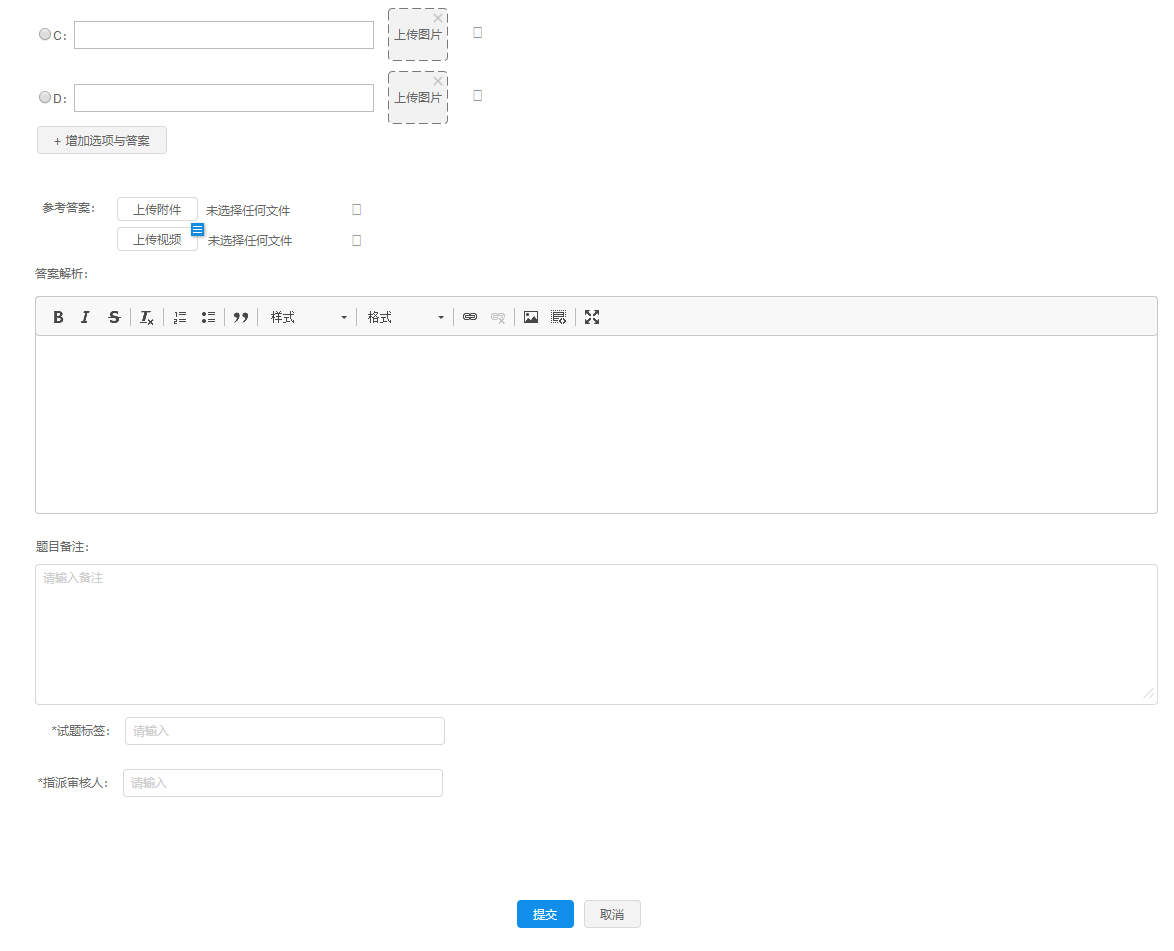 C:
上传图片
D:
上传图片
+ 增加选项与答案
参考答案:
上传附件 未选择任何文件
上传视频 未选择任何文件
答案解析:
B I S Tx 样式 格式
题目备注:
请输入备注
*试题标签: 请输入
*指派审核人: 请输入
提交 取消